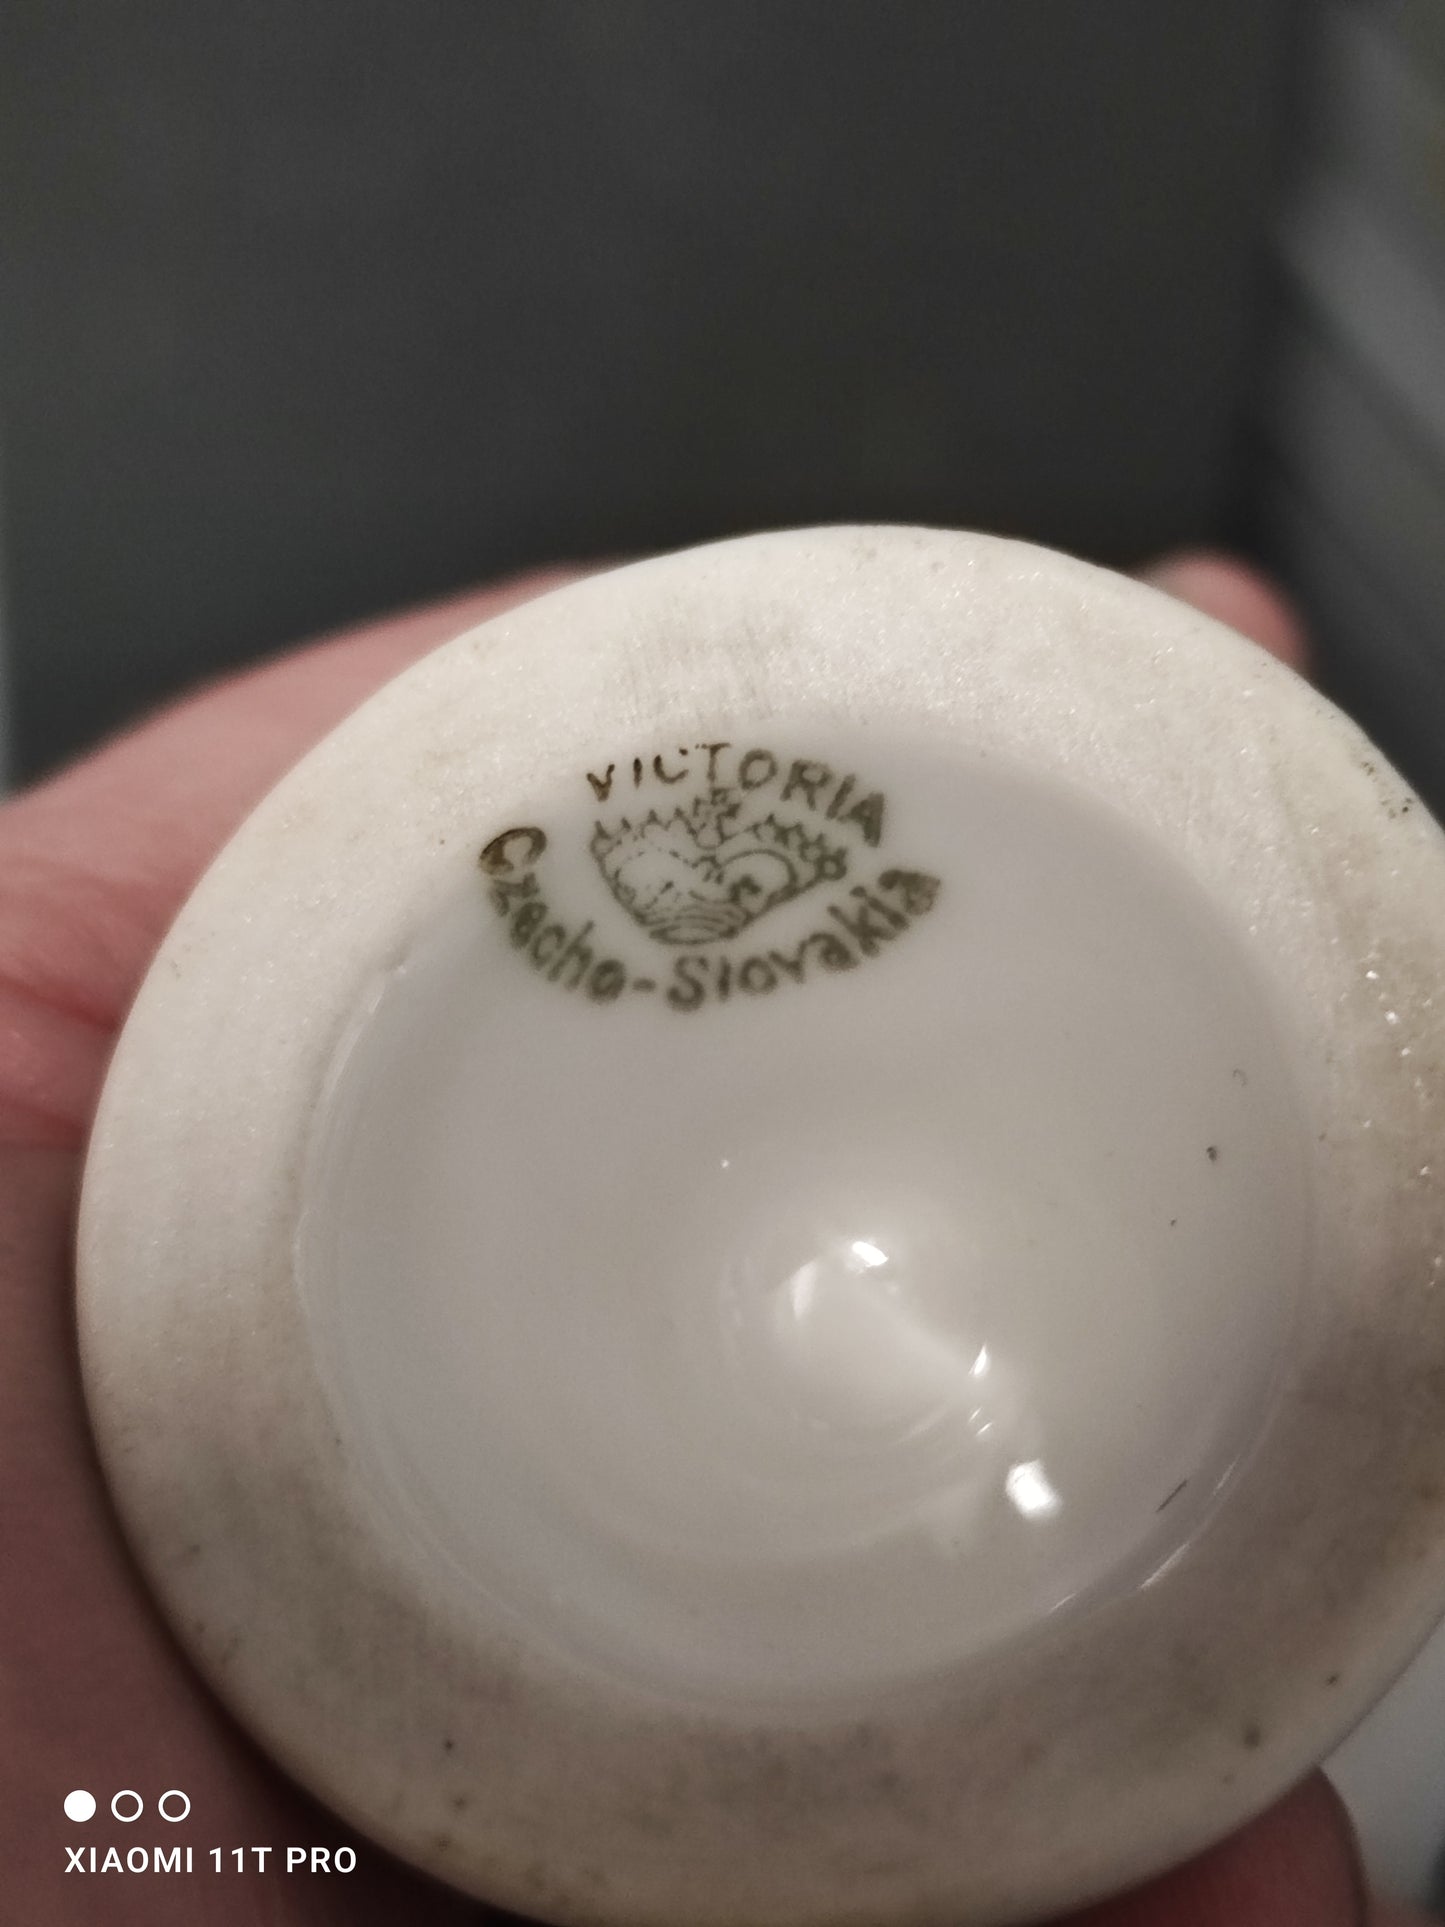 VICTORIA
Czecho-Slovakia
XIAOMI 11T PRO